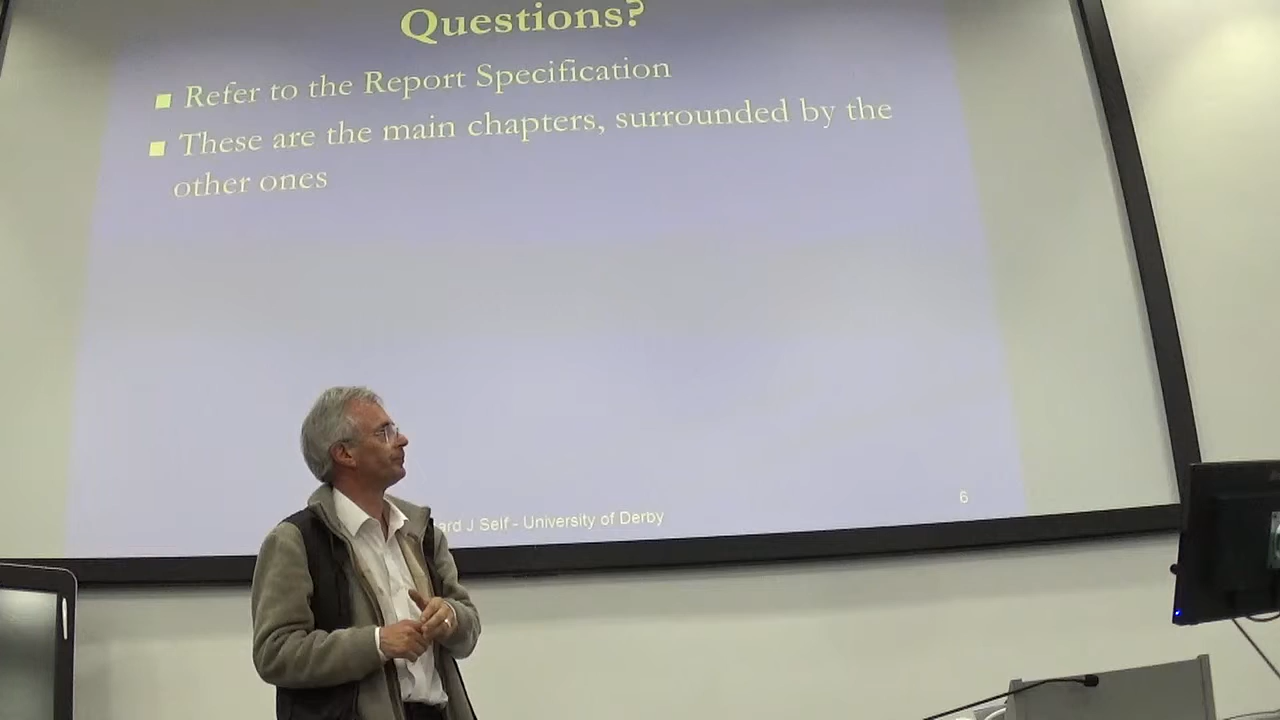 Questions?
Refer to the Report Specification
These are the main chapters, surrounded by the
other ones
J Self - University of Derby
6